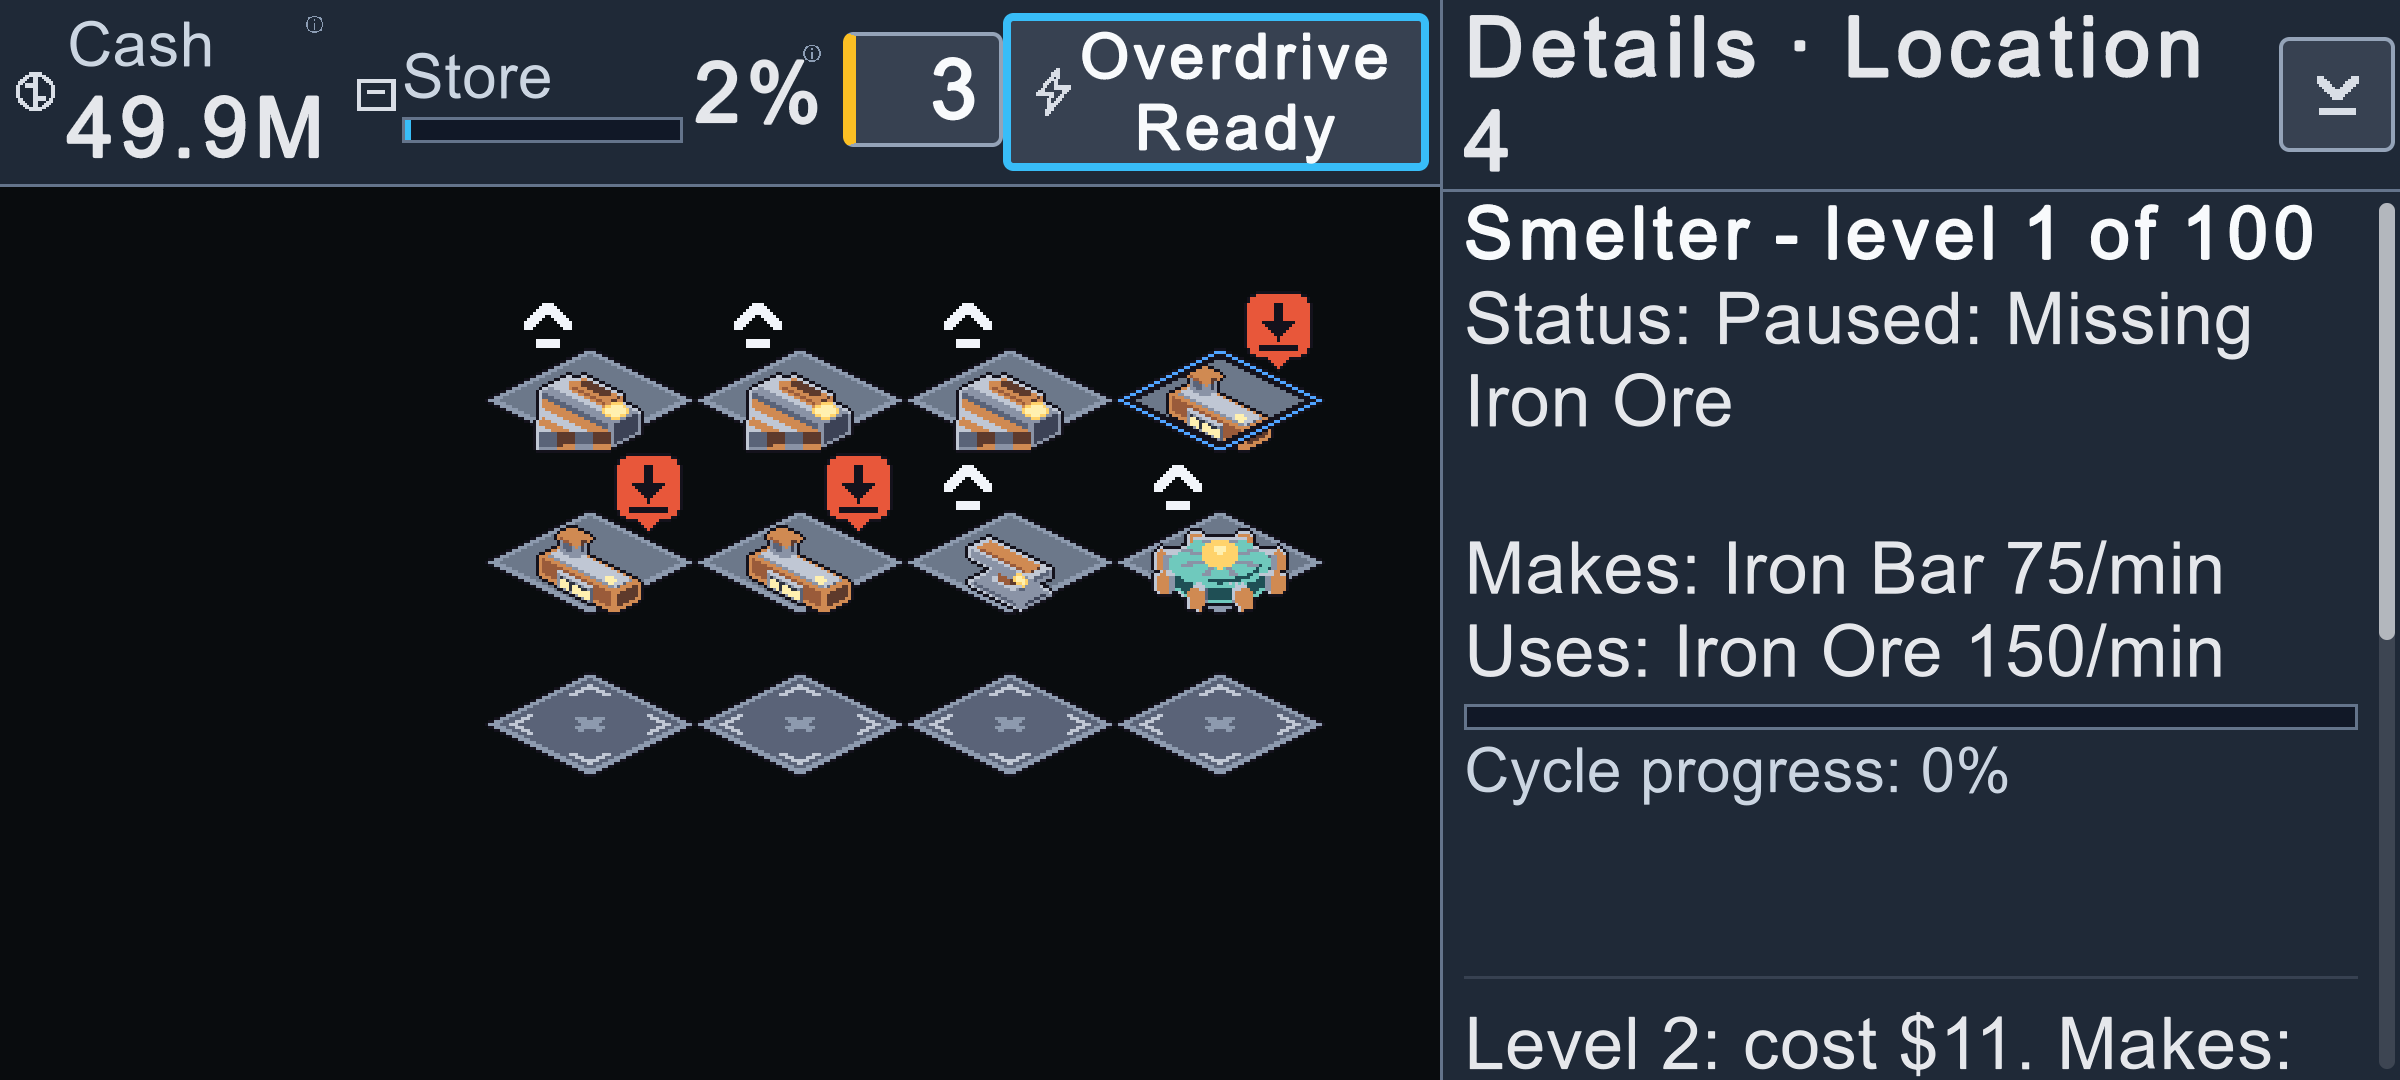 Cash
49.9M
Store
2%
3
Overdrive
Ready
Details · Location
4
Smelter - level 1 of 100
Status: Paused: Missing
Iron Ore
Makes: Iron Bar 75/min
Uses: Iron Ore 150/min
Cycle progress: 0%
Level 2: cost $11. Makes: